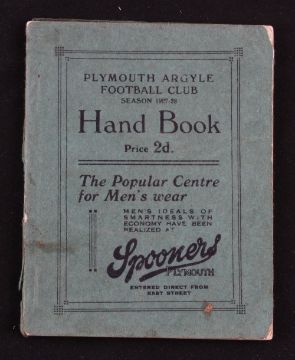 PLYMOUTH ARGYLE
FOOTBALL CLUB
SEASON 1927-28
Hand Book
Price 2d.
The Popular Centre
for Men's wear
MEN'S IDEALS OF
SMARTNESS WITH
ECONOMY HAVE BEEN
REALIZED AT
Spooners
PLYMOUTH
ENTERED DIRECT FROM
EAST STREET